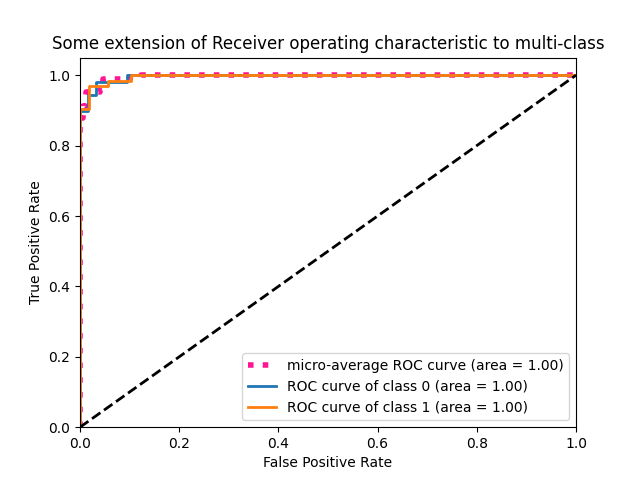 Some extension of Receiver operating characteristic to multi-class
1.0
0.8
0.6
0.4
0.2
0.0
True Positive Rate
micro-average ROC curve (area = 1.00)
ROC curve of class 0 (area = 1.00)
ROC curve of class 1 (area = 1.00)
0.0 0.2 0.4 0.6 0.8 1.0
False Positive Rate